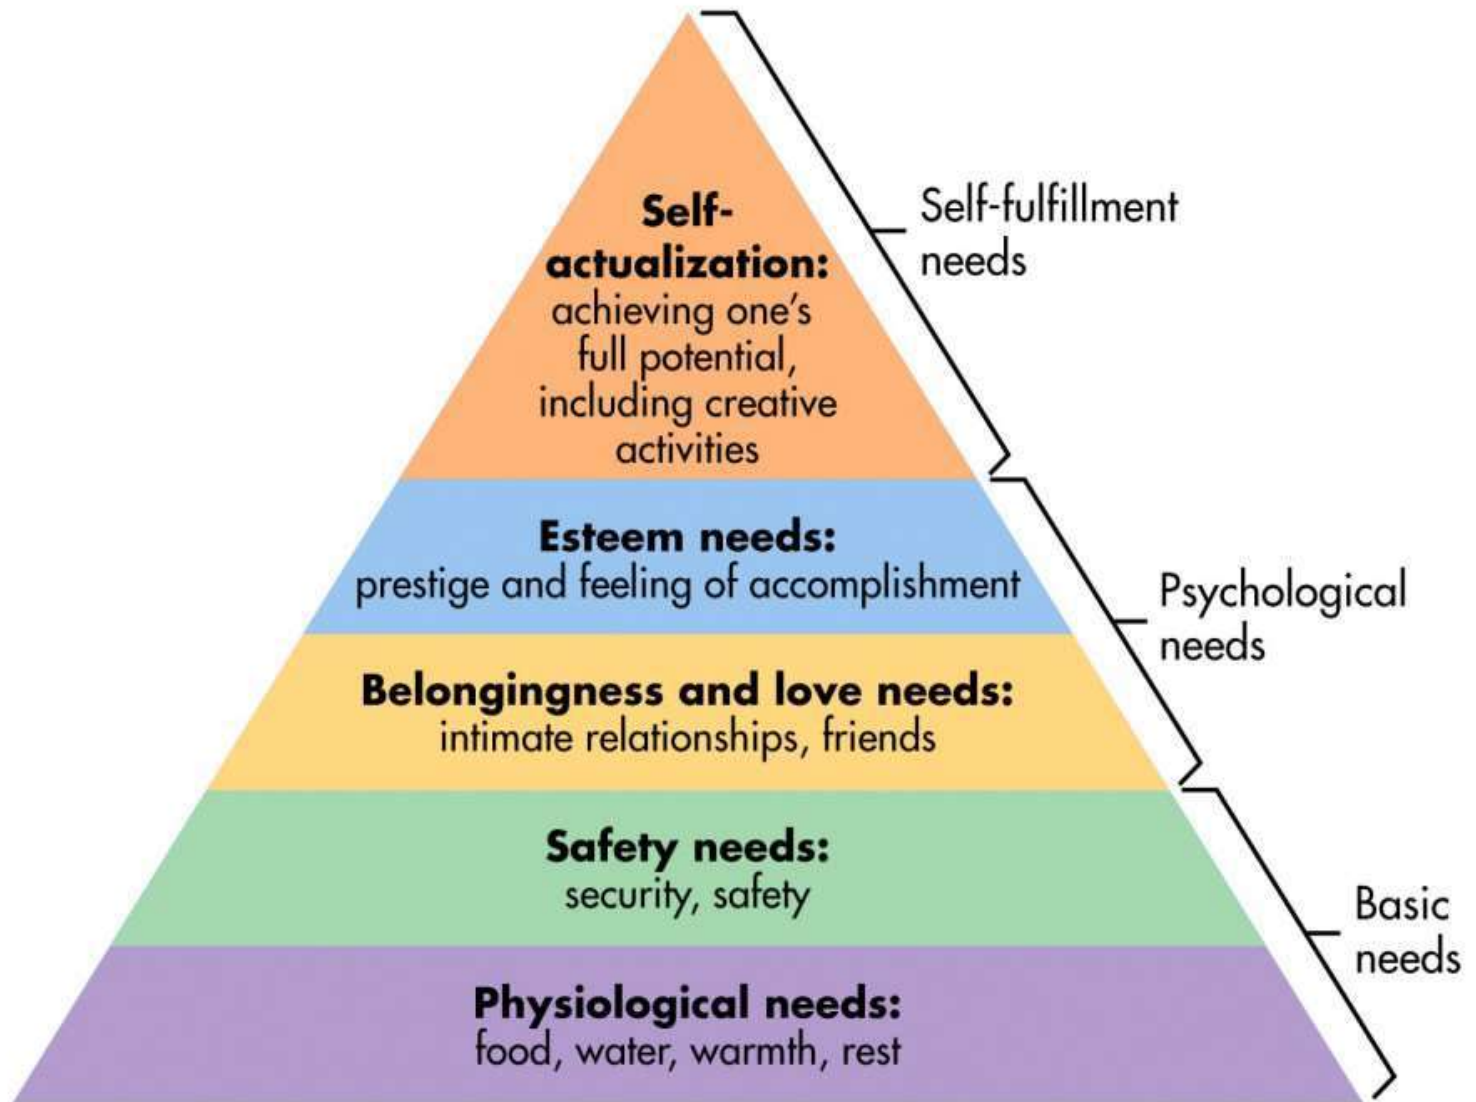 Self-
actualization:
achieving one's
full potential,
including creative
activities
Self-fulfillment
needs
Esteem needs:
prestige and feeling of accomplishment
Psychological
needs
Belongingness and love needs:
intimate relationships, friends
Safety needs:
security, safety
Basic
needs
Physiological needs:
food, water, warmth, rest